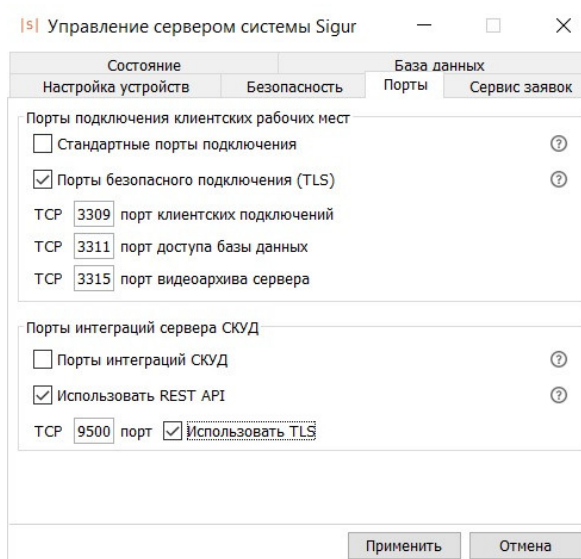 |s| Управление сервером системы Sigur
Состояние База данных
Настройка устройств Безопасность Порты Сервис заявок
Порты подключения клиентских рабочих мест
Стандартные порты подключения ?
Порты безопасного подключения (TLS) ?
TCP 3309 порт клиентских подключений
TCP 3311 порт доступа базы данных
TCP 3315 порт видеоархива сервера
Порты интеграций сервера СКУД
Порты интеграций СКУД ?
Использовать REST API ?
TCP 9500 порт Использовать TLS
Применить Отмена